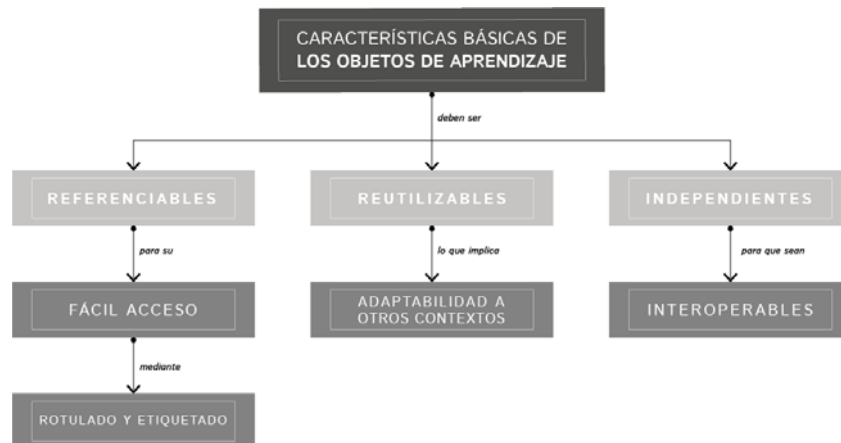 CARACTERÍSTICAS BÁSICAS DE
LOS OBJETOS DE APRENDIZAJE
deben ser
REFERENCIABLES
REUTILIZABLES
INDEPENDIENTES
para su
lo que implica
para que sean
FÁCIL ACCESO
ADAPTABILIDAD A
OTROS CONTEXTOS
INTEROPERABLES
mediante
ROTULADO Y ETIQUETADO